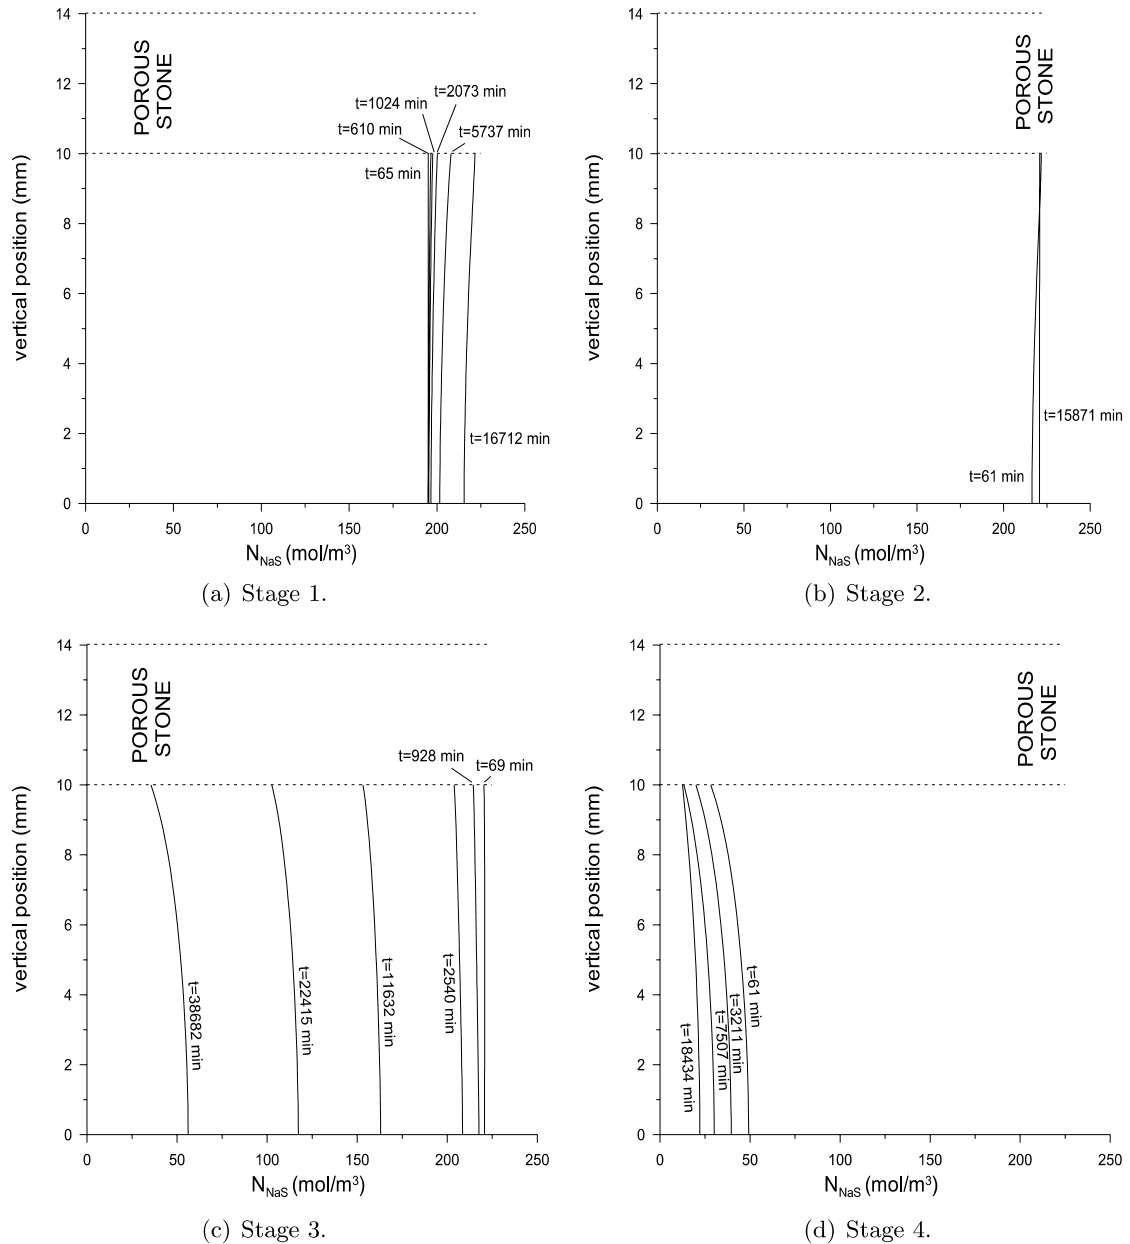 14
12
10
8
6
4
2
0
vertical position (mm)
POROUS
STONE
t=2073 min
t=1024 min
t=610 min
t=5737 min
t=65 min
t=16712 min
0 50 100 150 200 250
N_NaS (mol/m³)
(a) Stage 1.
14
12
10
8
6
4
2
0
vertical position (mm)
POROUS
STONE
t=15871 min
t=61 min
0 50 100 150 200 250
N_NaS (mol/m³)
(b) Stage 2.
14
12
10
8
6
4
2
0
vertical position (mm)
POROUS
STONE
t=928 min
t=69 min
t=38682 min
t=22415 min
t=11632 min
t=2540 min
0 50 100 150 200 250
N_NaS (mol/m³)
(c) Stage 3.
14
12
10
8
6
4
2
0
vertical position (mm)
POROUS
STONE
t=18434 min
t=7507 min
t=3211 min
t=61 min
0 50 100 150 200 250
N_NaS (mol/m³)
(d) Stage 4.